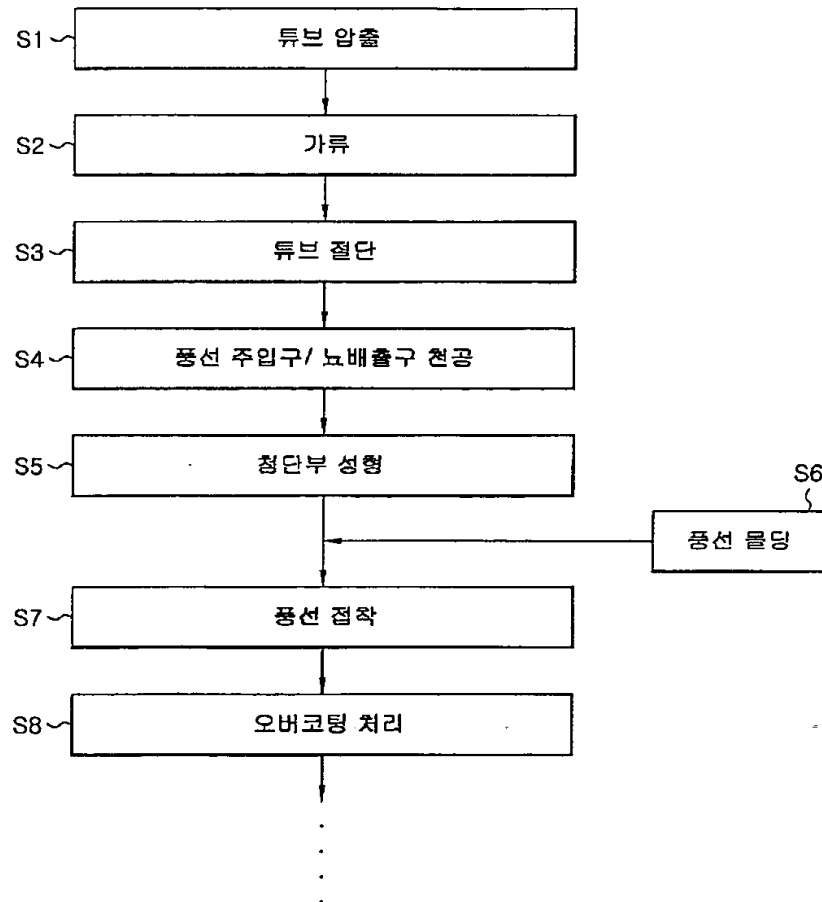 S1 튜브 압출
S2 가류
S3 튜브 절단
S4 풍선 주입구/ 뇨배출구 천공
S5 첨단부 성형
S6
풍선 몰딩
S7 풍선 접착
S8 오버코팅 처리